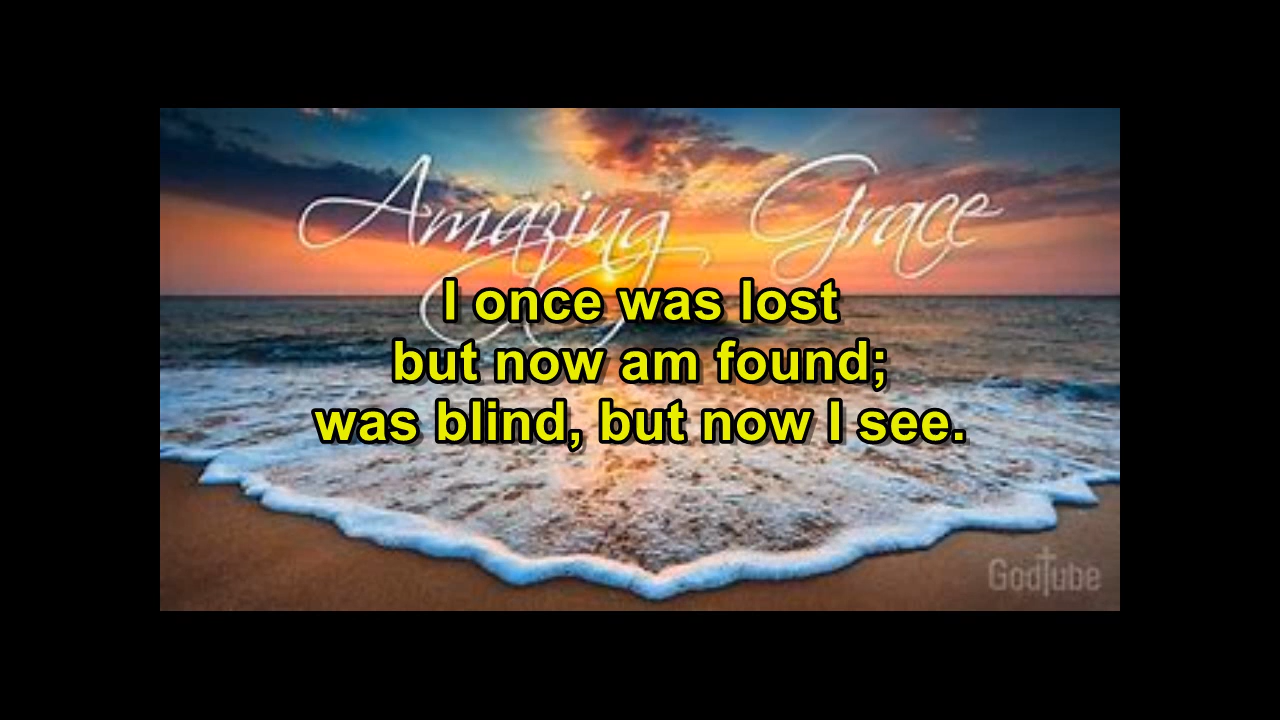 Amazing Grace
I once was lost
but now am found;
was blind, but now I see.
GodTube